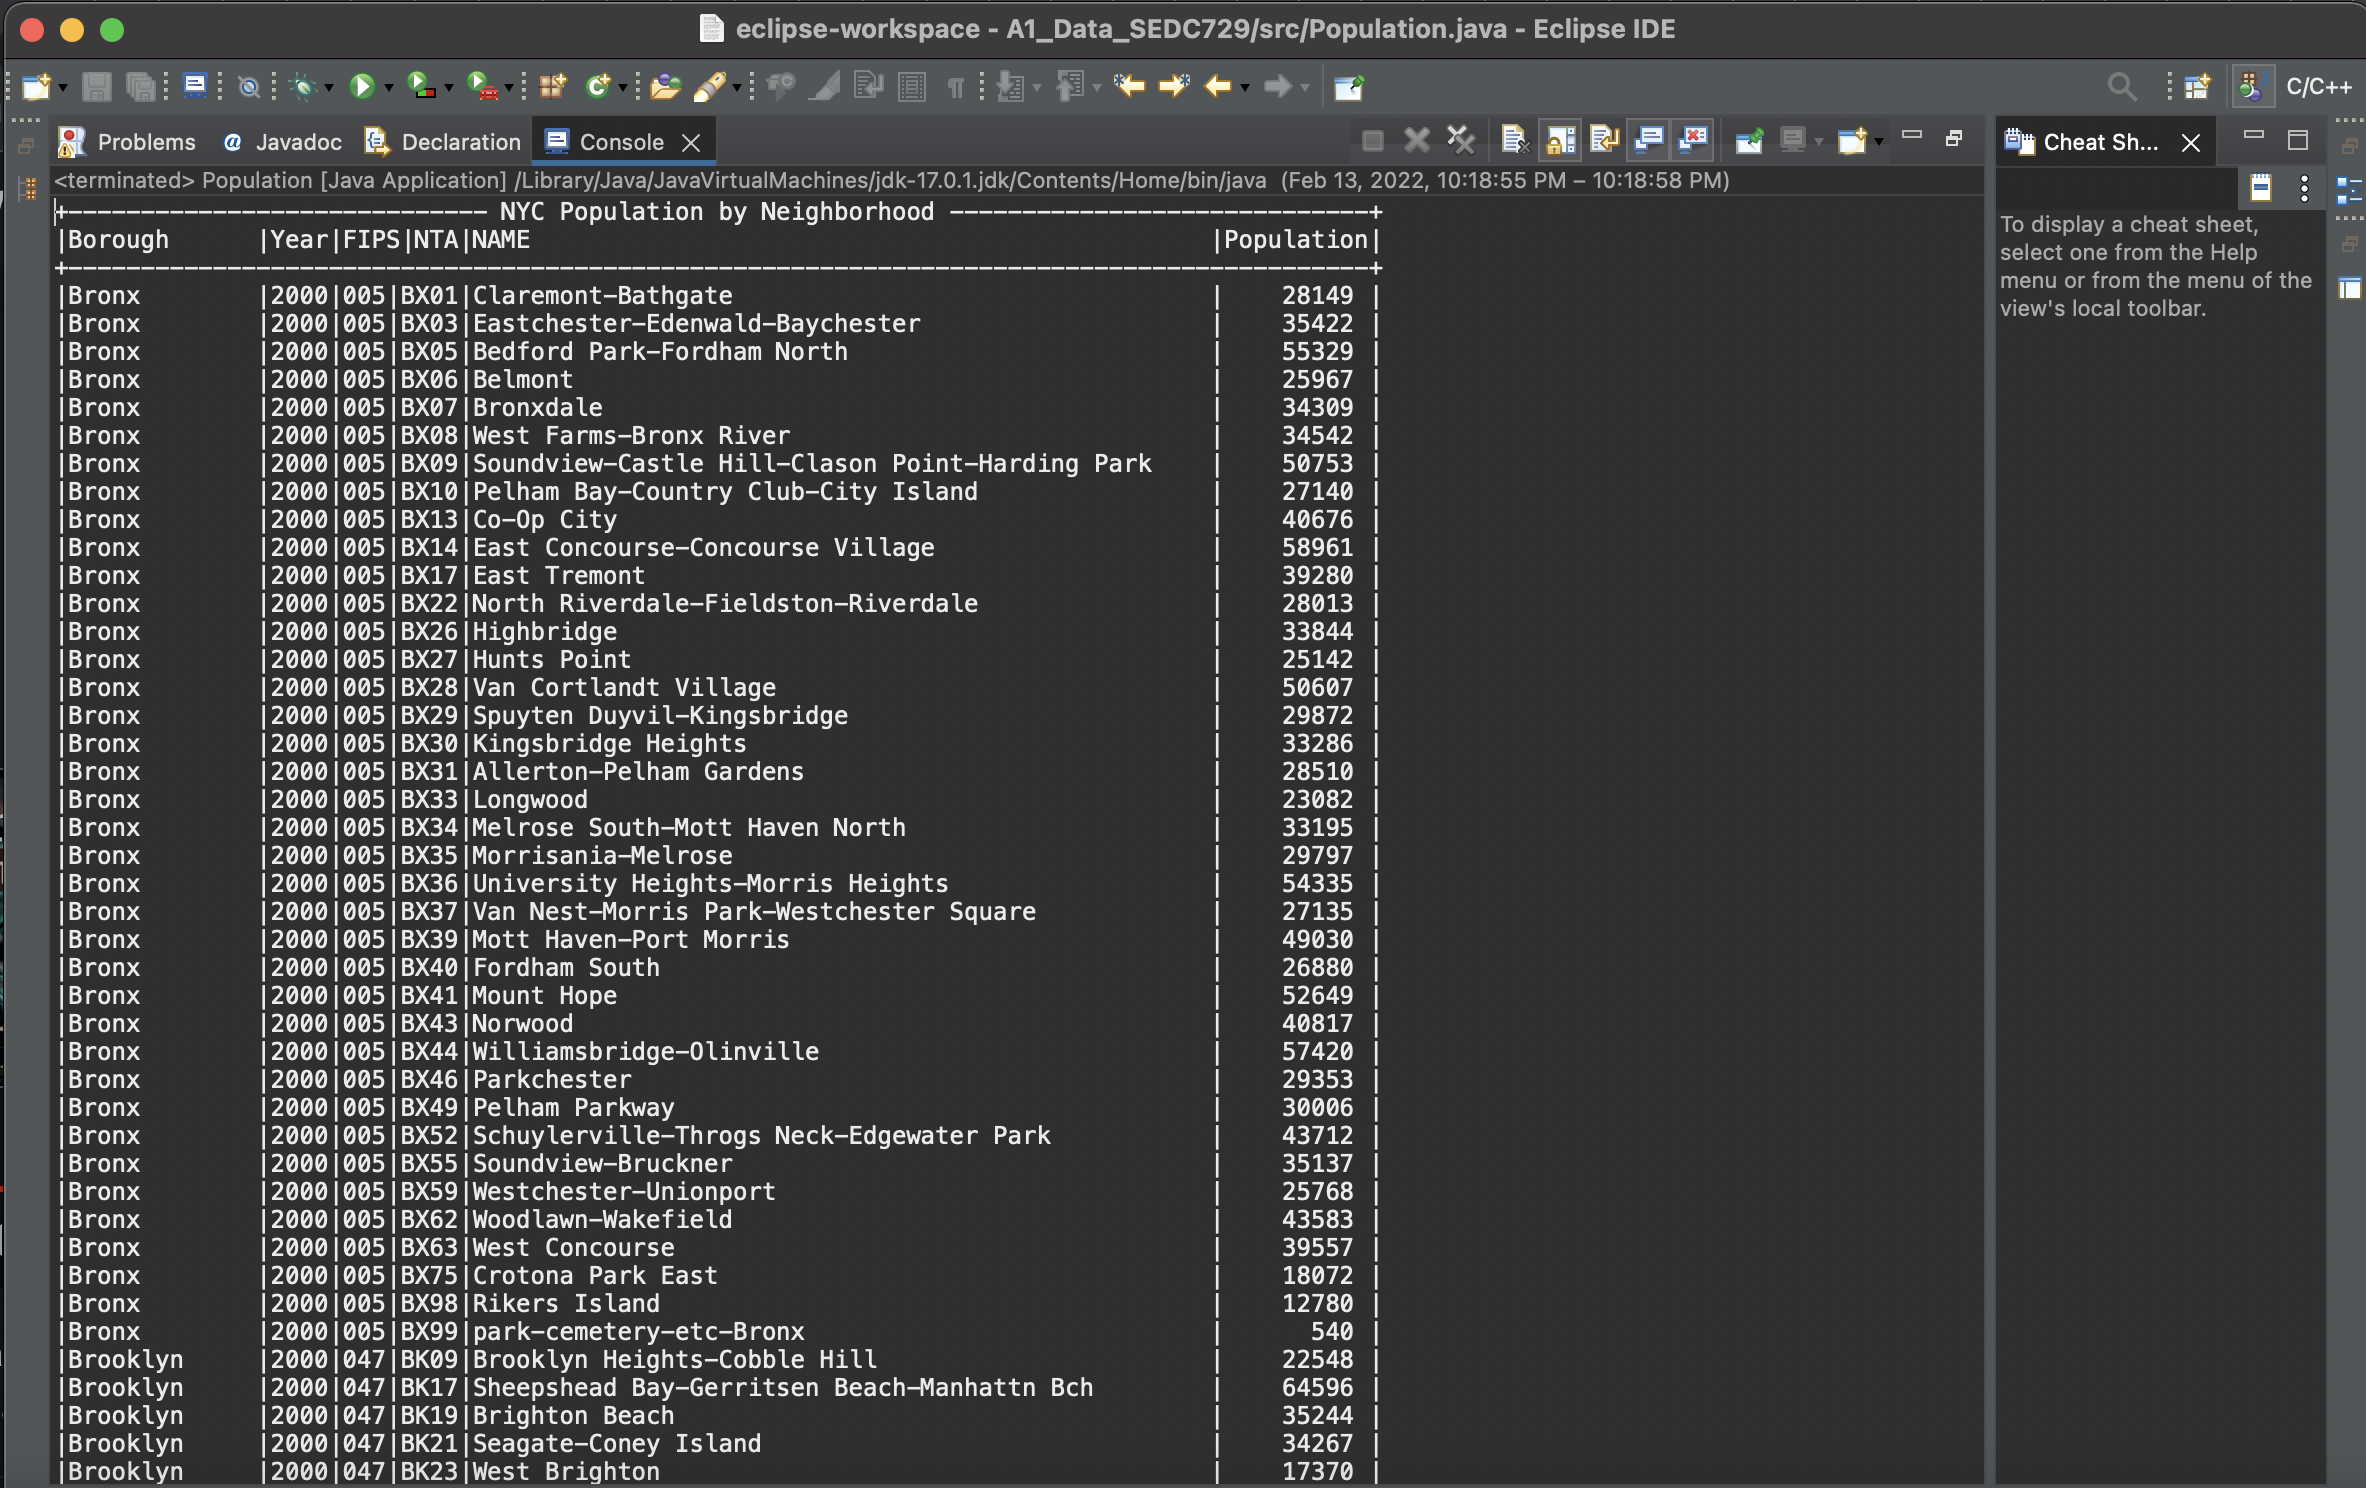 eclipse-workspace - A1_Data_SEDC729/src/Population.java - Eclipse IDE
C/C++
Problems @ Javadoc Declaration Console
Cheat Sh...
<terminated> Population [Java Application] /Library/Java/JavaVirtualMachines/jdk-17.0.1.jdk/Contents/Home/bin/java (Feb 13, 2022, 10:18:55 PM – 10:18:58 PM)
To display a cheat sheet,
select one from the Help
menu or from the menu of the
view's local toolbar.
+----------------------------- NYC Population by Neighborhood -----------------------------+
|Borough      |Year|FIPS|NTA|NAME                                               |Population|
+------------------------------------------------------------------------------------------+
|Bronx        |2000|005|BX01|Claremont-Bathgate                                 |    28149 |
|Bronx        |2000|005|BX03|Eastchester-Edenwald-Baychester                    |    35422 |
|Bronx        |2000|005|BX05|Bedford Park-Fordham North                         |    55329 |
|Bronx        |2000|005|BX06|Belmont                                            |    25967 |
|Bronx        |2000|005|BX07|Bronxdale                                          |    34309 |
|Bronx        |2000|005|BX08|West Farms-Bronx River                             |    34542 |
|Bronx        |2000|005|BX09|Soundview-Castle Hill-Clason Point-Harding Park    |    50753 |
|Bronx        |2000|005|BX10|Pelham Bay-Country Club-City Island                |    27140 |
|Bronx        |2000|005|BX13|Co-Op City                                         |    40676 |
|Bronx        |2000|005|BX14|East Concourse-Concourse Village                   |    58961 |
|Bronx        |2000|005|BX17|East Tremont                                       |    39280 |
|Bronx        |2000|005|BX22|North Riverdale-Fieldston-Riverdale                |    28013 |
|Bronx        |2000|005|BX26|Highbridge                                         |    33844 |
|Bronx        |2000|005|BX27|Hunts Point                                        |    25142 |
|Bronx        |2000|005|BX28|Van Cortlandt Village                              |    50607 |
|Bronx        |2000|005|BX29|Spuyten Duyvil-Kingsbridge                         |    29872 |
|Bronx        |2000|005|BX30|Kingsbridge Heights                                |    33286 |
|Bronx        |2000|005|BX31|Allerton-Pelham Gardens                            |    28510 |
|Bronx        |2000|005|BX33|Longwood                                           |    23082 |
|Bronx        |2000|005|BX34|Melrose South-Mott Haven North                     |    33195 |
|Bronx        |2000|005|BX35|Morrisania-Melrose                                 |    29797 |
|Bronx        |2000|005|BX36|University Heights-Morris Heights                  |    54335 |
|Bronx        |2000|005|BX37|Van Nest-Morris Park-Westchester Square            |    27135 |
|Bronx        |2000|005|BX39|Mott Haven-Port Morris                             |    49030 |
|Bronx        |2000|005|BX40|Fordham South                                      |    26880 |
|Bronx        |2000|005|BX41|Mount Hope                                         |    52649 |
|Bronx        |2000|005|BX43|Norwood                                            |    40817 |
|Bronx        |2000|005|BX44|Williamsbridge-Olinville                           |    57420 |
|Bronx        |2000|005|BX46|Parkchester                                        |    29353 |
|Bronx        |2000|005|BX49|Pelham Parkway                                     |    30006 |
|Bronx        |2000|005|BX52|Schuylerville-Throgs Neck-Edgewater Park           |    43712 |
|Bronx        |2000|005|BX55|Soundview-Bruckner                                 |    35137 |
|Bronx        |2000|005|BX59|Westchester-Unionport                              |    25768 |
|Bronx        |2000|005|BX62|Woodlawn-Wakefield                                 |    43583 |
|Bronx        |2000|005|BX63|West Concourse                                     |    39557 |
|Bronx        |2000|005|BX75|Crotona Park East                                  |    18072 |
|Bronx        |2000|005|BX98|Rikers Island                                      |    12780 |
|Bronx        |2000|005|BX99|park-cemetery-etc-Bronx                            |      540 |
|Brooklyn     |2000|047|BK09|Brooklyn Heights-Cobble Hill                       |    22548 |
|Brooklyn     |2000|047|BK17|Sheepshead Bay-Gerritsen Beach-Manhattn Bch        |    64596 |
|Brooklyn     |2000|047|BK19|Brighton Beach                                     |    35244 |
|Brooklyn     |2000|047|BK21|Seagate-Coney Island                               |    34267 |
|Brooklyn     |2000|047|BK23|West Brighton                                      |    17370 |